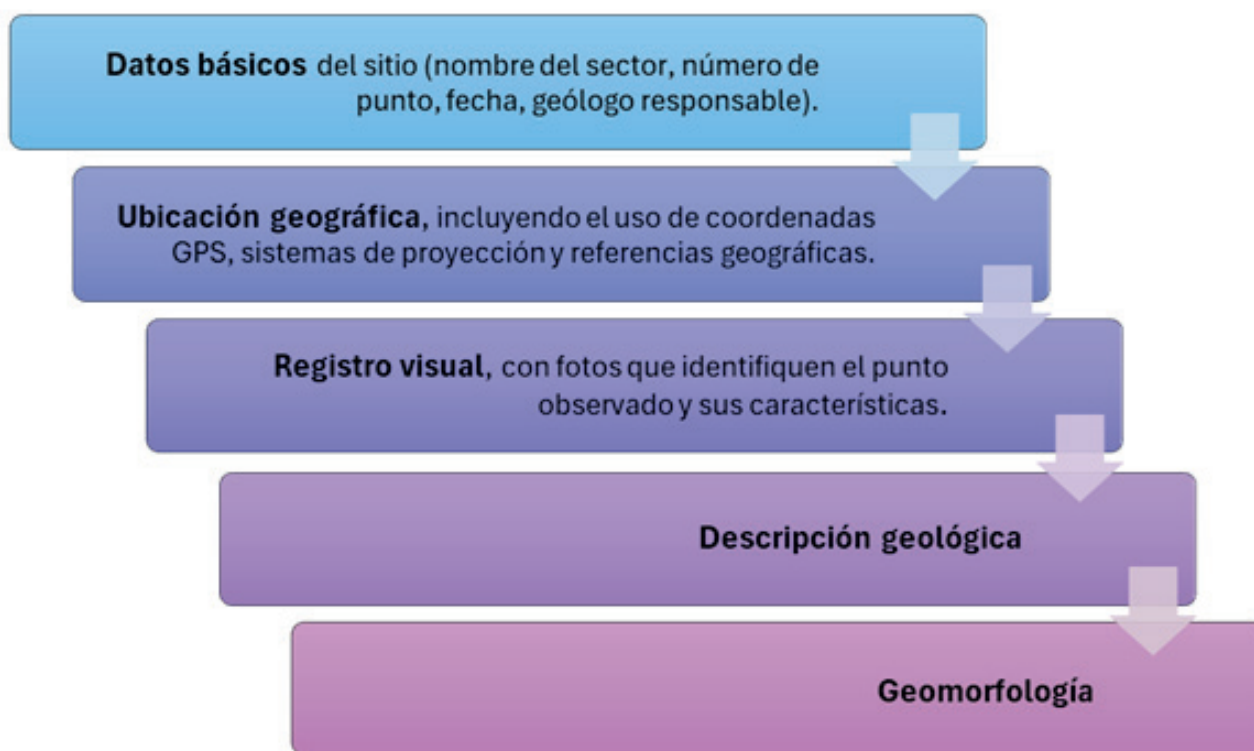 Datos básicos del sitio (nombre del sector, número de
punto, fecha, geólogo responsable).
Ubicación geográfica, incluyendo el uso de coordenadas
GPS, sistemas de proyección y referencias geográficas.
Registro visual, con fotos que identifiquen el punto
observado y sus características.
Descripción geológica
Geomorfología